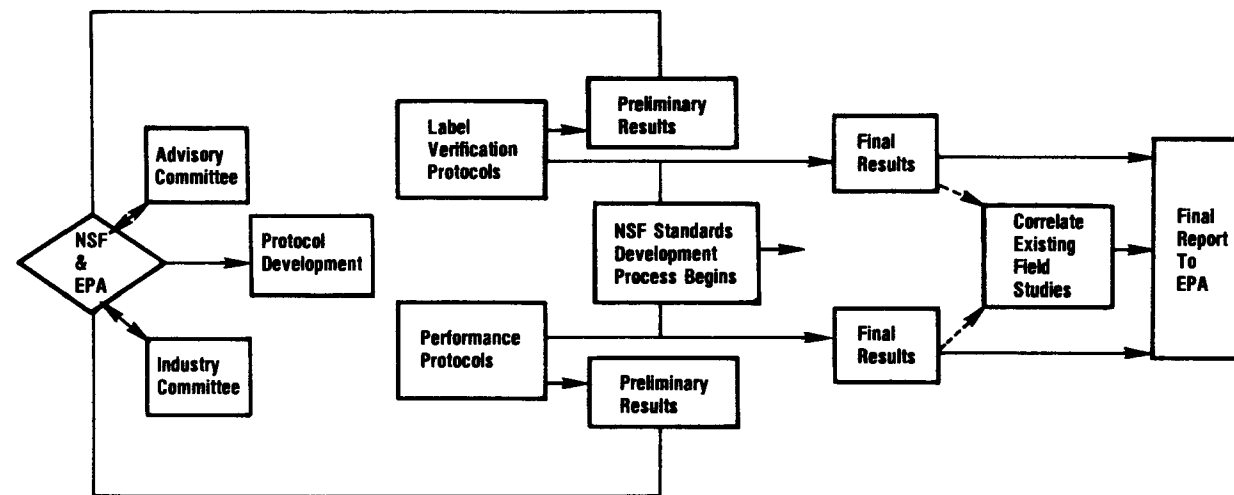 Advisory
Committee
NSF
&
EPA
Industry
Committee
Protocol
Development
Label
Verification
Protocols
Preliminary
Results
NSF Standards
Development
Process Begins
Performance
Protocols
Preliminary
Results
Final
Results
Final
Results
Correlate
Existing
Field
Studies
Final
Report
To
EPA